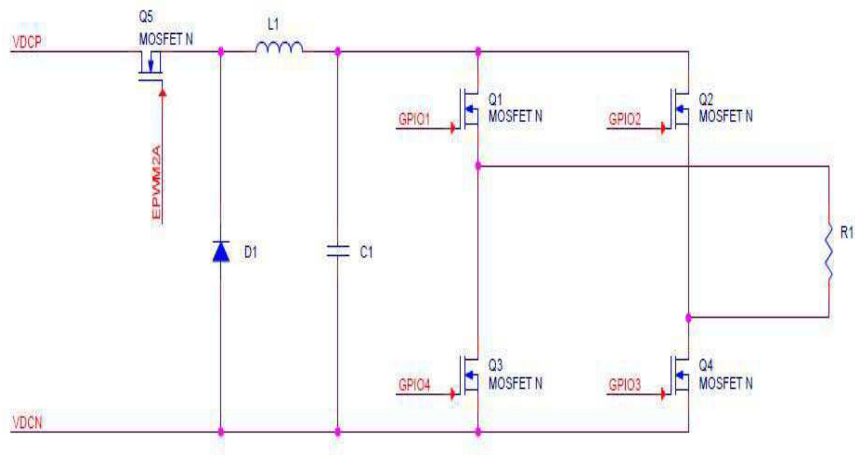 Q5
MOSFET N
L1
VDCP
Q1
MOSFET N
GPIO1
Q2
MOSFET N
GPIO2
EPWM2A
R1
D1
C1
Q3
MOSFET N
GPIO4
Q4
MOSFET N
GPIO3
VDCN